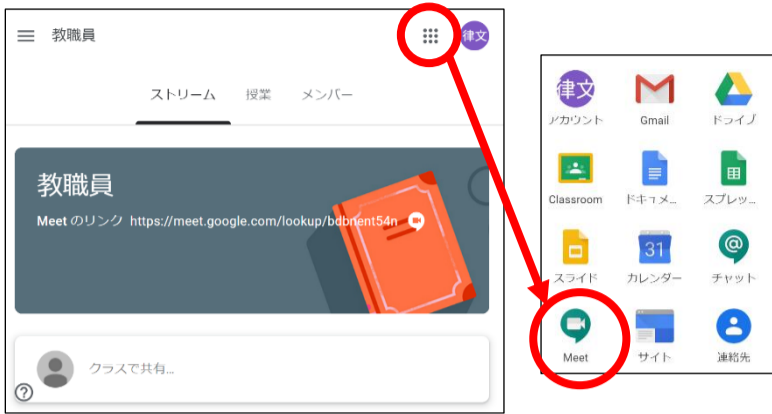 教職員
律文
ストリーム 授業 メンバー
教職員
Meet のリンク https://meet.google.com/lookup/bdbnent54n
クラスで共有...
?
律文
アカウント Gmail ドライブ
Classroom ドキュメ... スプレッ...
31
スライド カレンダー チャット
Meet サイト 連絡先